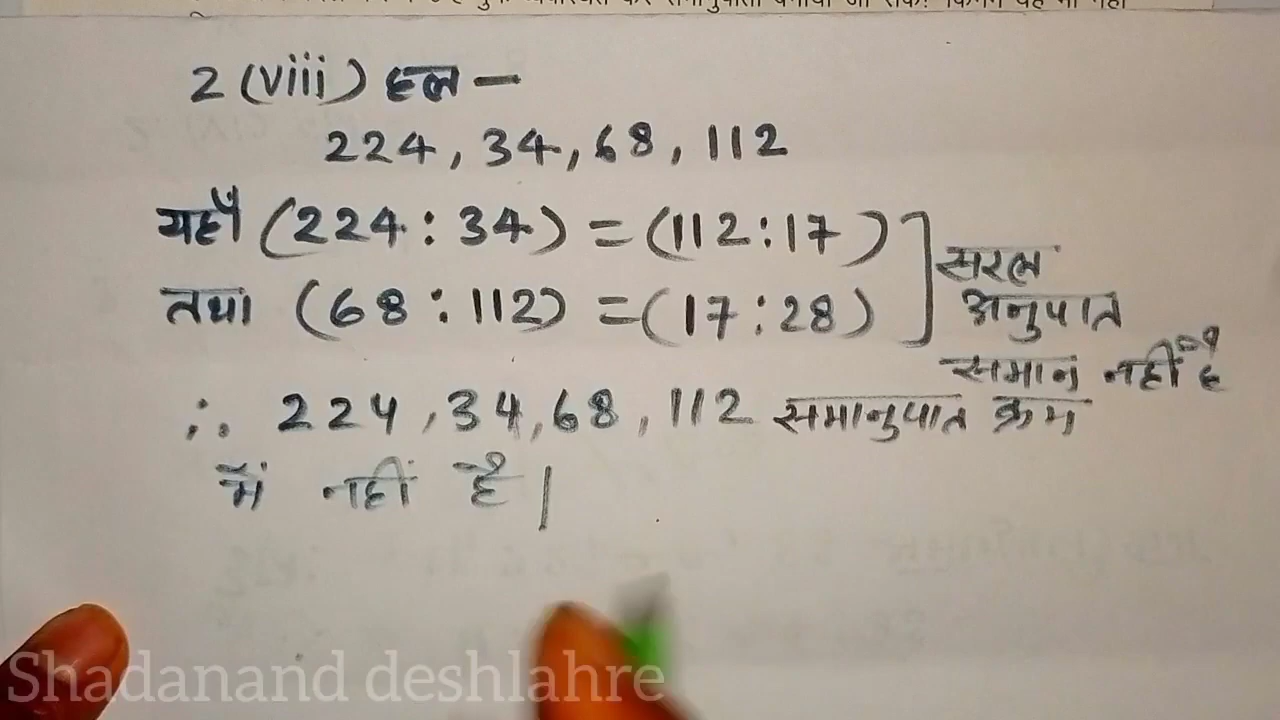 2 (viii) हल —
224, 34, 68, 112
यहाँ (224 : 34) = (112 : 17)
तथा (68 : 112) = (17 : 28)
सरल
अनुपात
समान नहीं है
∴ 224, 34, 68, 112 समानुपात क्रम
में नहीं है |
Shadanand deshlahre